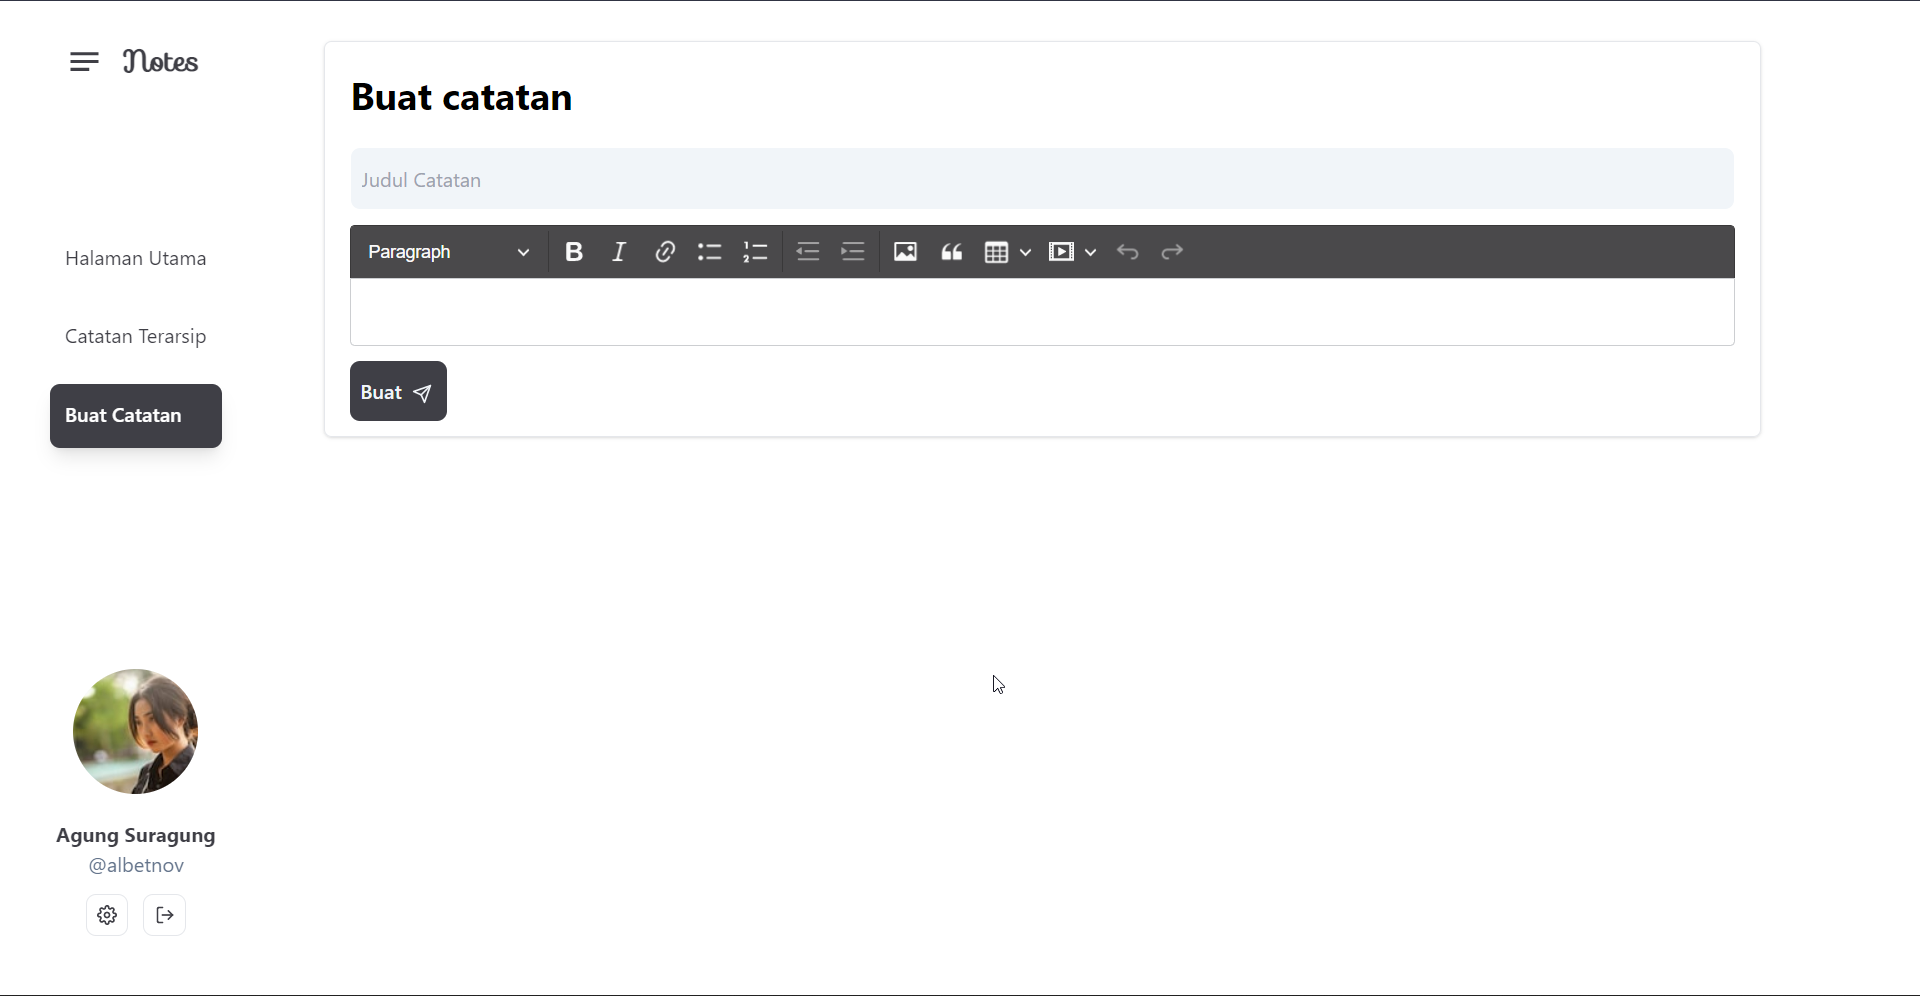 Notes
Halaman Utama
Catatan Terarsip
Buat Catatan
Agung Suragung
@albetnov
Buat catatan
Judul Catatan
Paragraph
Buat